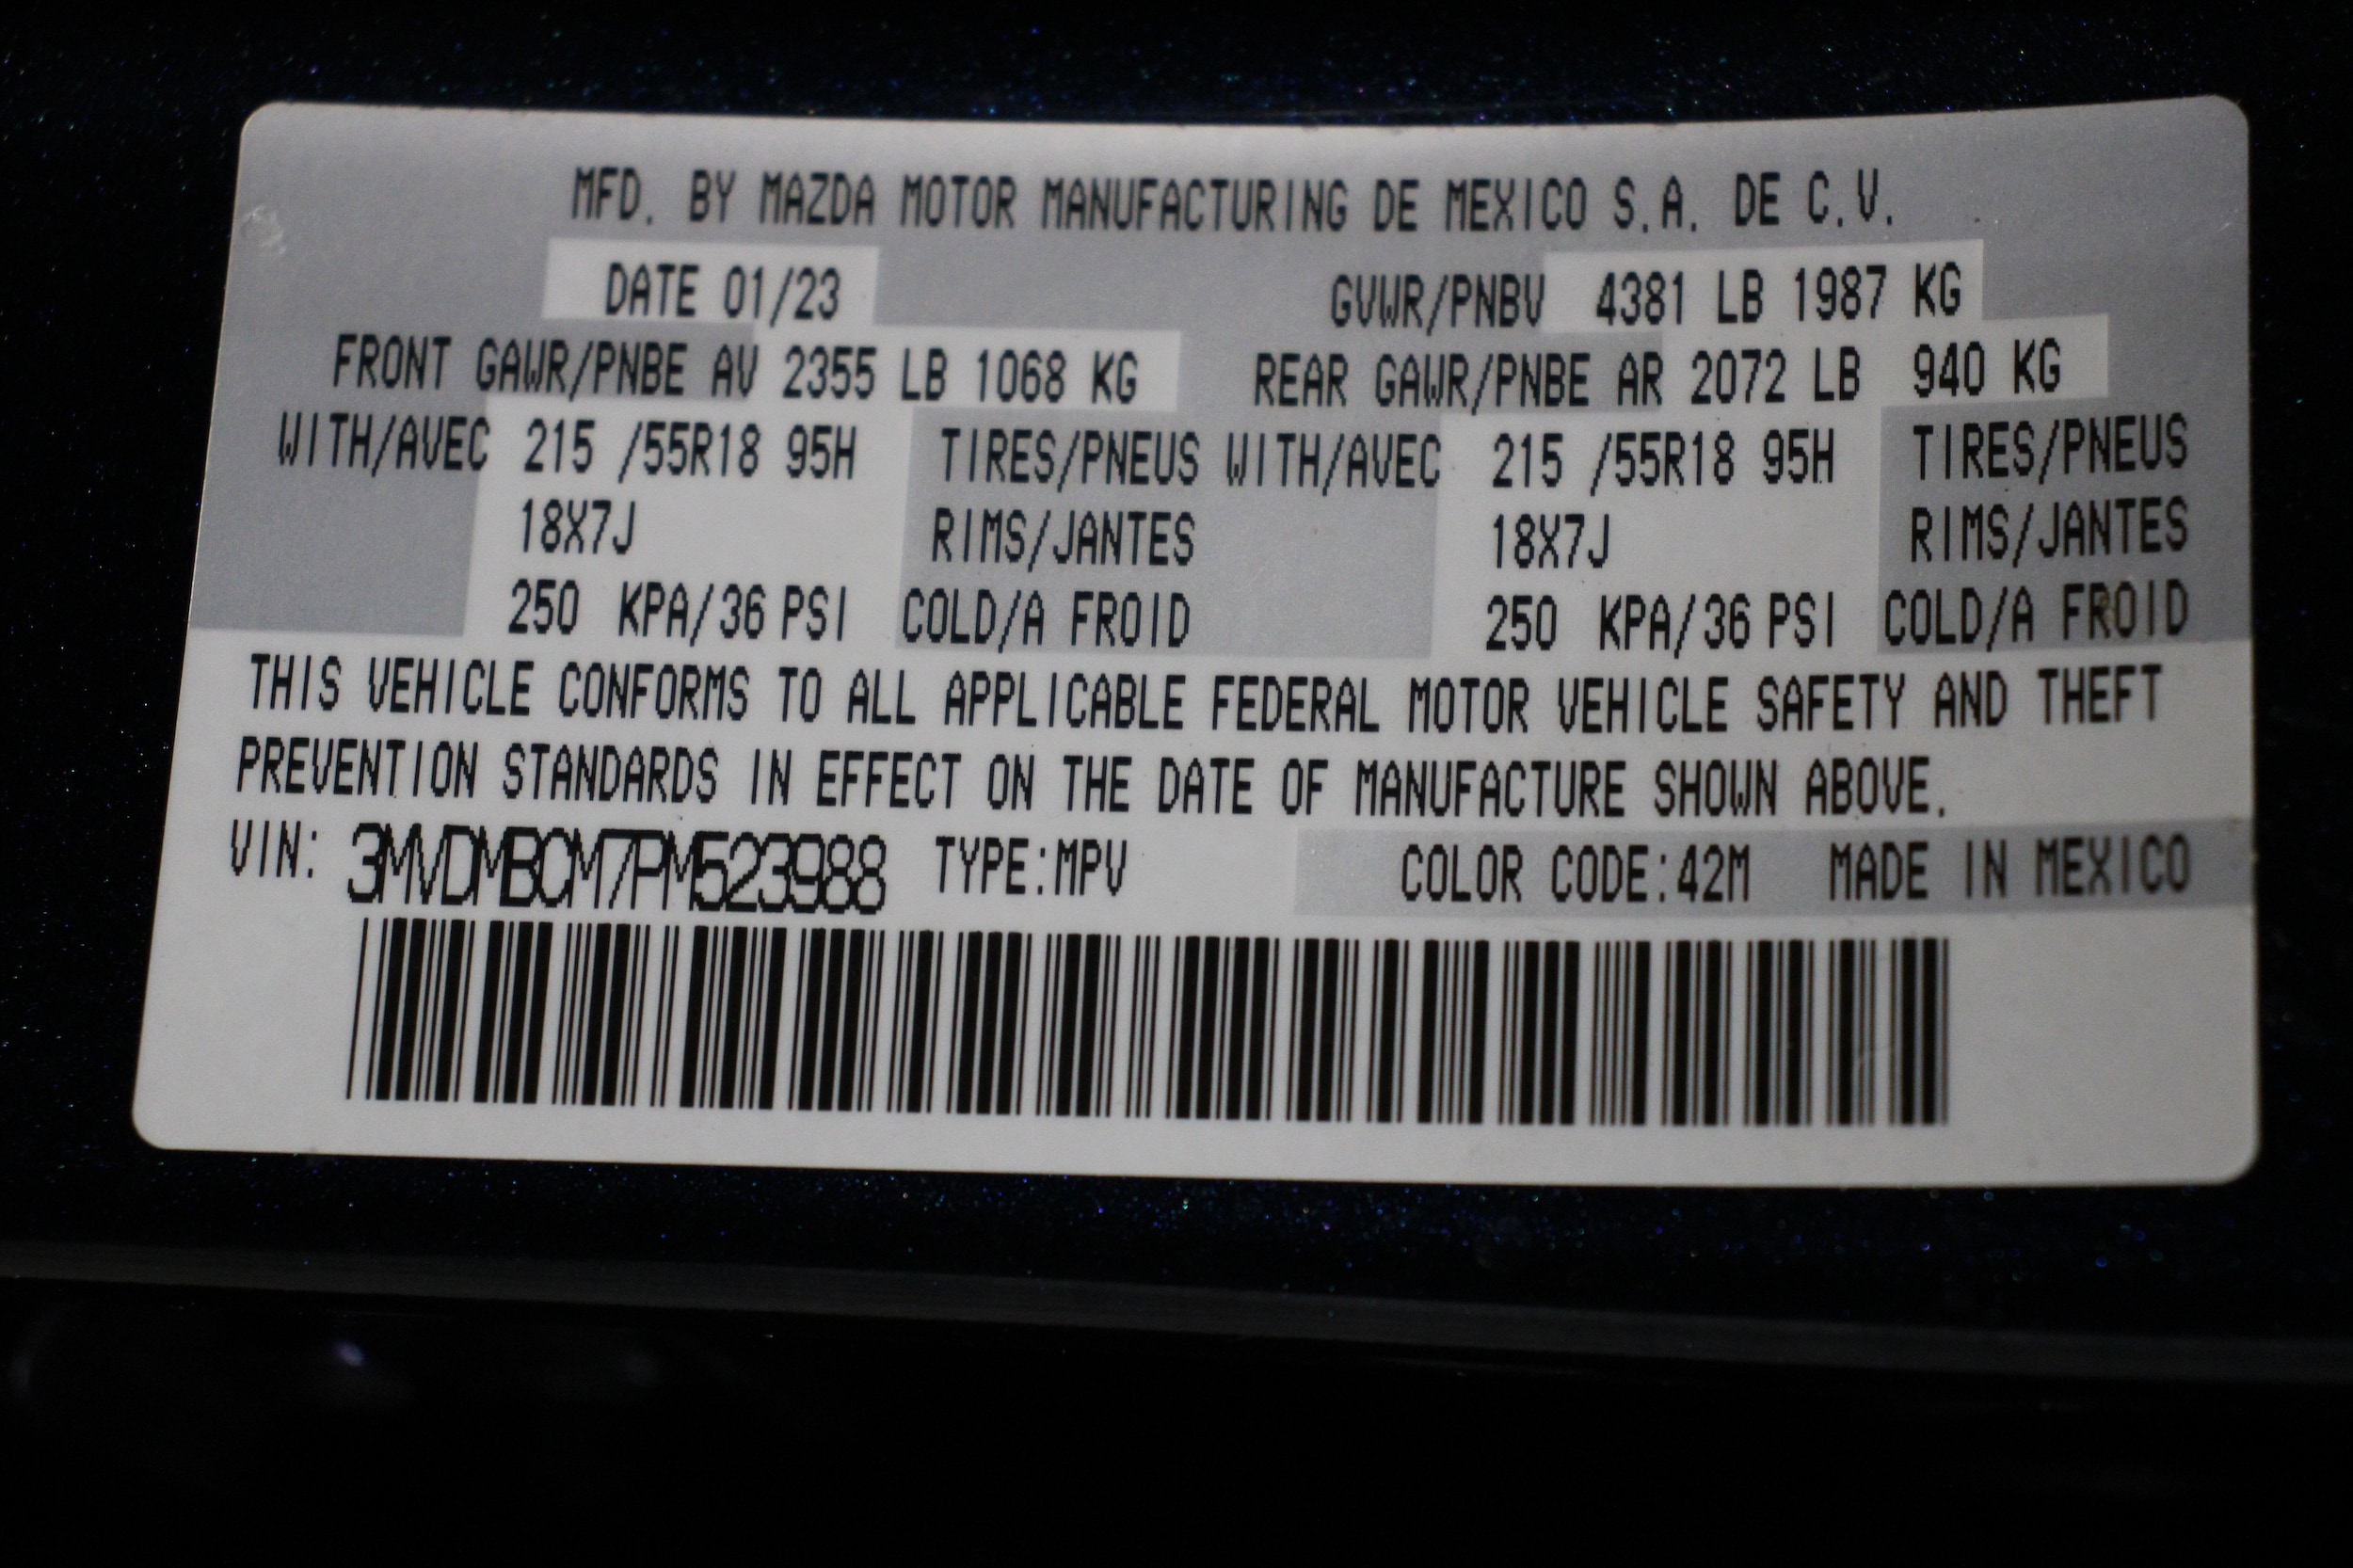 MFD. BY MAZDA MOTOR MANUFACTURING DE MEXICO S.A. DE C.V.
DATE 01/23 GVWR/PNBV 4381 LB 1987 KG
FRONT GAWR/PNBE AV 2355 LB 1068 KG REAR GAWR/PNBE AR 2072 LB 940 KG
WITH/AVEC 215 /55R18 95H TIRES/PNEUS WITH/AVEC 215 /55R18 95H TIRES/PNEUS
18X7J RIMS/JANTES 18X7J RIMS/JANTES
250 KPA/36 PSI COLD/A FROID 250 KPA/36 PSI COLD/A FROID
THIS VEHICLE CONFORMS TO ALL APPLICABLE FEDERAL MOTOR VEHICLE SAFETY AND THEFT
PREVENTION STANDARDS IN EFFECT ON THE DATE OF MANUFACTURE SHOWN ABOVE.
VIN: 3MVDMBCM7PM523988 TYPE:MPV COLOR CODE:42M MADE IN MEXICO